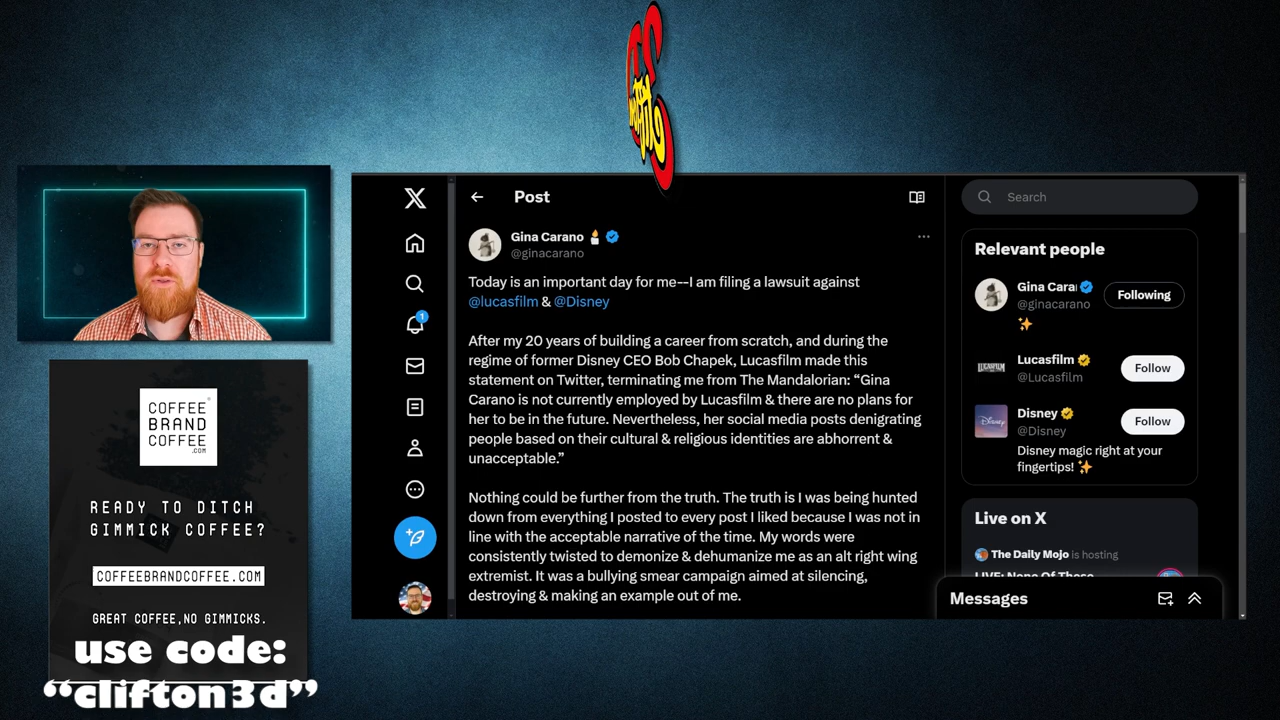 Post
Search
Gina Carano
@ginacarano
Today is an important day for me--I am filing a lawsuit against
@lucasfilm & @Disney
After my 20 years of building a career from scratch, and during the
regime of former Disney CEO Bob Chapek, Lucasfilm made this
statement on Twitter, terminating me from The Mandalorian: “Gina
Carano is not currently employed by Lucasfilm & there are no plans for
her to be in the future. Nevertheless, her social media posts denigrating
people based on their cultural & religious identities are abhorrent &
unacceptable.”
Nothing could be further from the truth. The truth is I was being hunted
down from everything I posted to every post I liked because I was not in
line with the acceptable narrative of the time. My words were
consistently twisted to demonize & dehumanize me as an alt right wing
extremist. It was a bullying smear campaign aimed at silencing,
destroying & making an example out of me.
Relevant people
Gina Cara
@ginacarano
Following
Lucasfilm
@Lucasfilm
Follow
Disney
@Disney
Follow
Disney magic right at your
fingertips!
Live on X
The Daily Mojo is hosting
LIVE: None Of These
Messages
1
COFFEE
BRAND
COFFEE
.COM
READY TO DITCH
GIMMICK COFFEE?
COFFEEBRANDCOFFEE.COM
GREAT COFFEE,NO GIMMICKS.
use code:
“clifton3d”